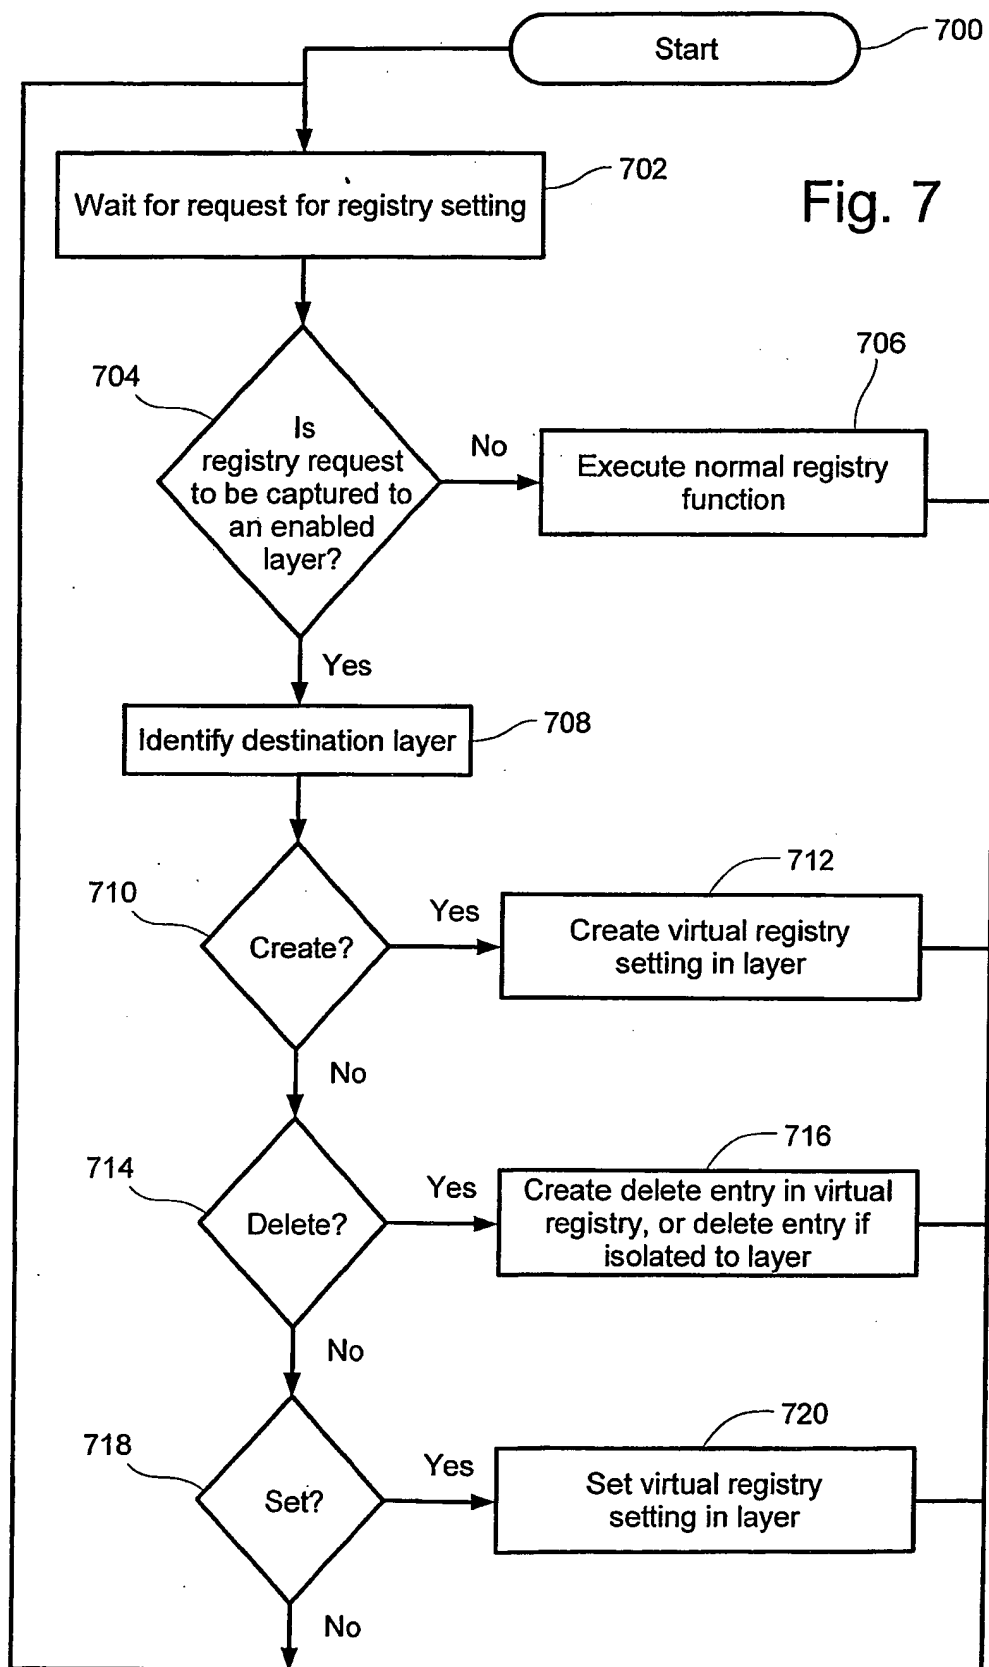 Start
700
Wait for request for registry setting
702
Fig. 7
704
Is
registry request
to be captured to
an enabled
layer?
No
706
Execute normal registry
function
Yes
Identify destination layer
708
710
Create?
Yes
712
Create virtual registry
setting in layer
No
714
Delete?
Yes
716
Create delete entry in virtual
registry, or delete entry if
isolated to layer
No
718
Set?
Yes
720
Set virtual registry
setting in layer
No